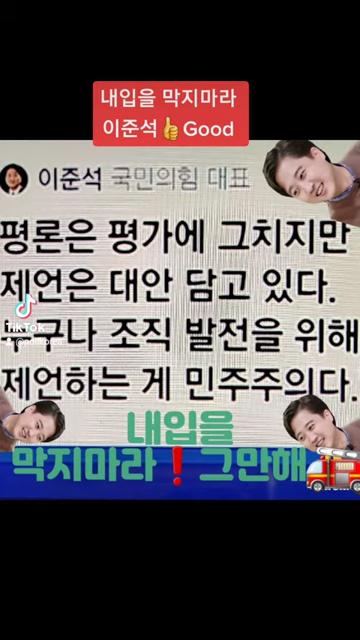 내입을 막지마라
이준석👍Good
이준석 국민의힘 대표
평론은 평가에 그치지만
제언은 대안 담고 있다.
구나 조직 발전을 위해
제언하는 게 민주주의다.
TikTok
내입을
막지마라❗그만해